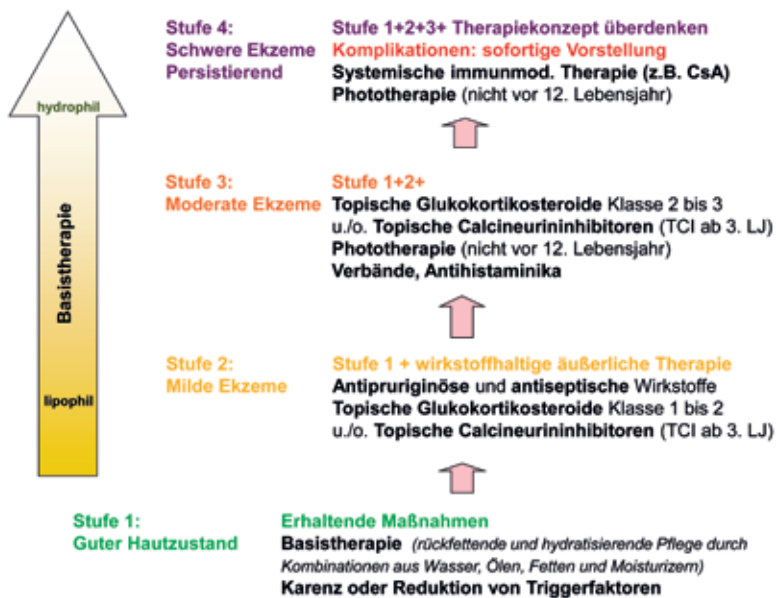 hydrophil
Basistherapie
lipophil
Stufe 4: Stufe 1+2+3+ Therapiekonzept überdenken
Schwere Ekzeme Komplikationen: sofortige Vorstellung
Persistierend Systemische immunmod. Therapie (z.B. CsA)
Phototherapie (nicht vor 12. Lebensjahr)
Stufe 3: Stufe 1+2+
Moderate Ekzeme Topische Glukokortikosteroide Klasse 2 bis 3
u./o. Topische Calcineurininhibitoren (TCI ab 3. LJ)
Phototherapie (nicht vor 12. Lebensjahr)
Verbände, Antihistaminika
Stufe 2: Stufe 1 + wirkstoffhaltige äußerliche Therapie
Milde Ekzeme Antipruriginöse und antiseptische Wirkstoffe
Topische Glukokortikosteroide Klasse 1 bis 2
u./o. Topische Calcineurininhibitoren (TCI ab 3. LJ)
Stufe 1: Erhaltende Maßnahmen
Guter Hautzustand Basistherapie (rückfettende und hydratisierende Pflege durch
Kombinationen aus Wasser, Ölen, Fetten und Moisturizern)
Karenz oder Reduktion von Triggerfaktoren